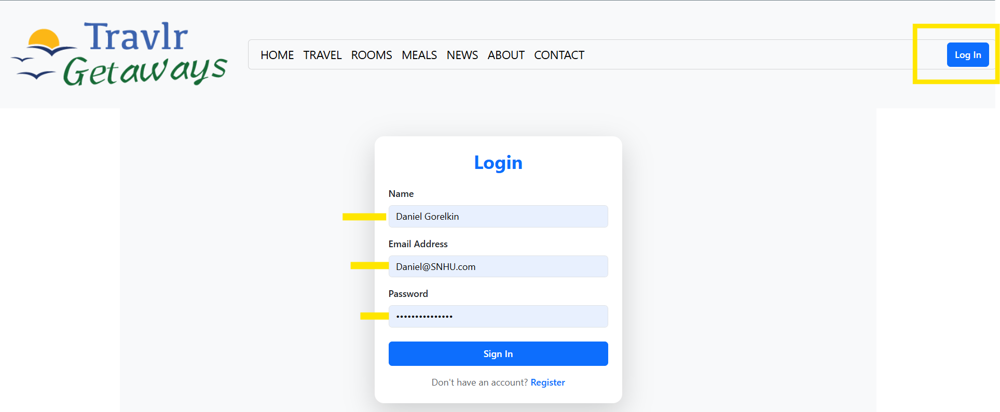 Travlr
Getaways
HOME TRAVEL ROOMS MEALS NEWS ABOUT CONTACT
Log In
Login
Name
Daniel Gorelkin
Email Address
Daniel@SNHU.com
Password
•••••••••••••••
Sign In
Don't have an account? Register